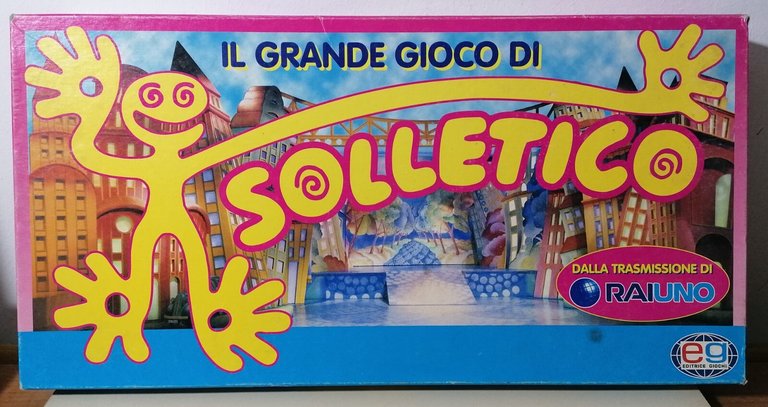 IL GRANDE GIOCO DI
SOLLETICO
DALLA TRASMISSIONE DI
RAIUNO
eg
EDITRICE GIOCHI